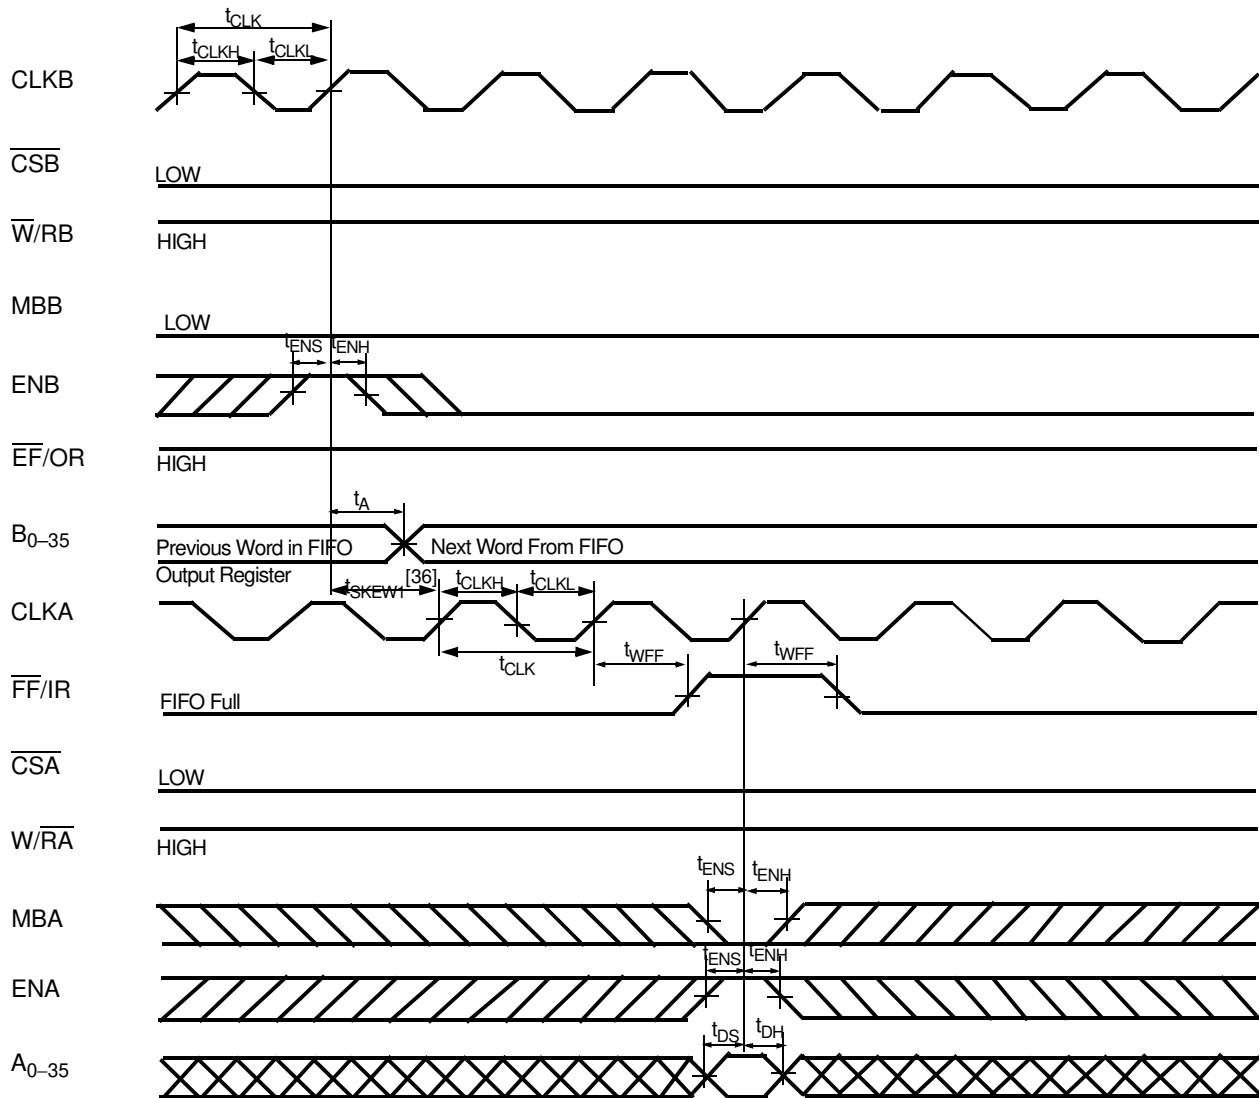 tCLK
tCLKH tCLKL
CLKB
CSB
LOW
W/RB
HIGH
MBB
LOW
tENS tENH
ENB
EF/OR
HIGH
tA
B0–35
Previous Word in FIFO Next Word From FIFO
Output Register
tSKEW1 [36] tCLKH tCLKL
CLKA
tCLK tWFF tWFF
FF/IR
FIFO Full
CSA
LOW
W/RA
HIGH
tENS tENH
MBA
tENS tENH
ENA
tDS tDH
A0–35